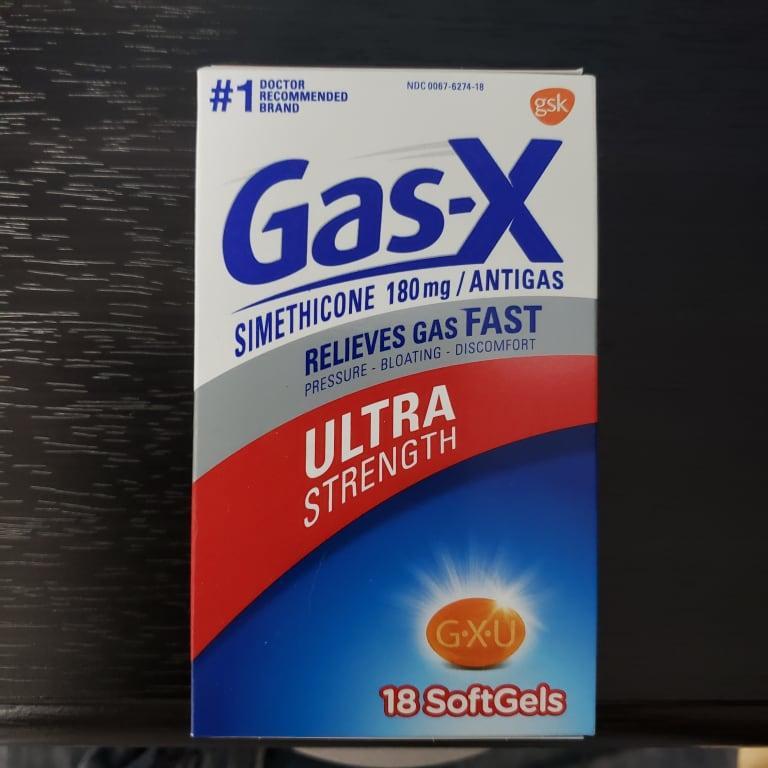 #1 DOCTOR
RECOMMENDED
BRAND
NDC 0067-6274-18
gsk
Gas-X
SIMETHICONE 180mg / ANTIGAS
RELIEVES GAS FAST
PRESSURE - BLOATING - DISCOMFORT
ULTRA
STRENGTH
G·X·U
18 SoftGels